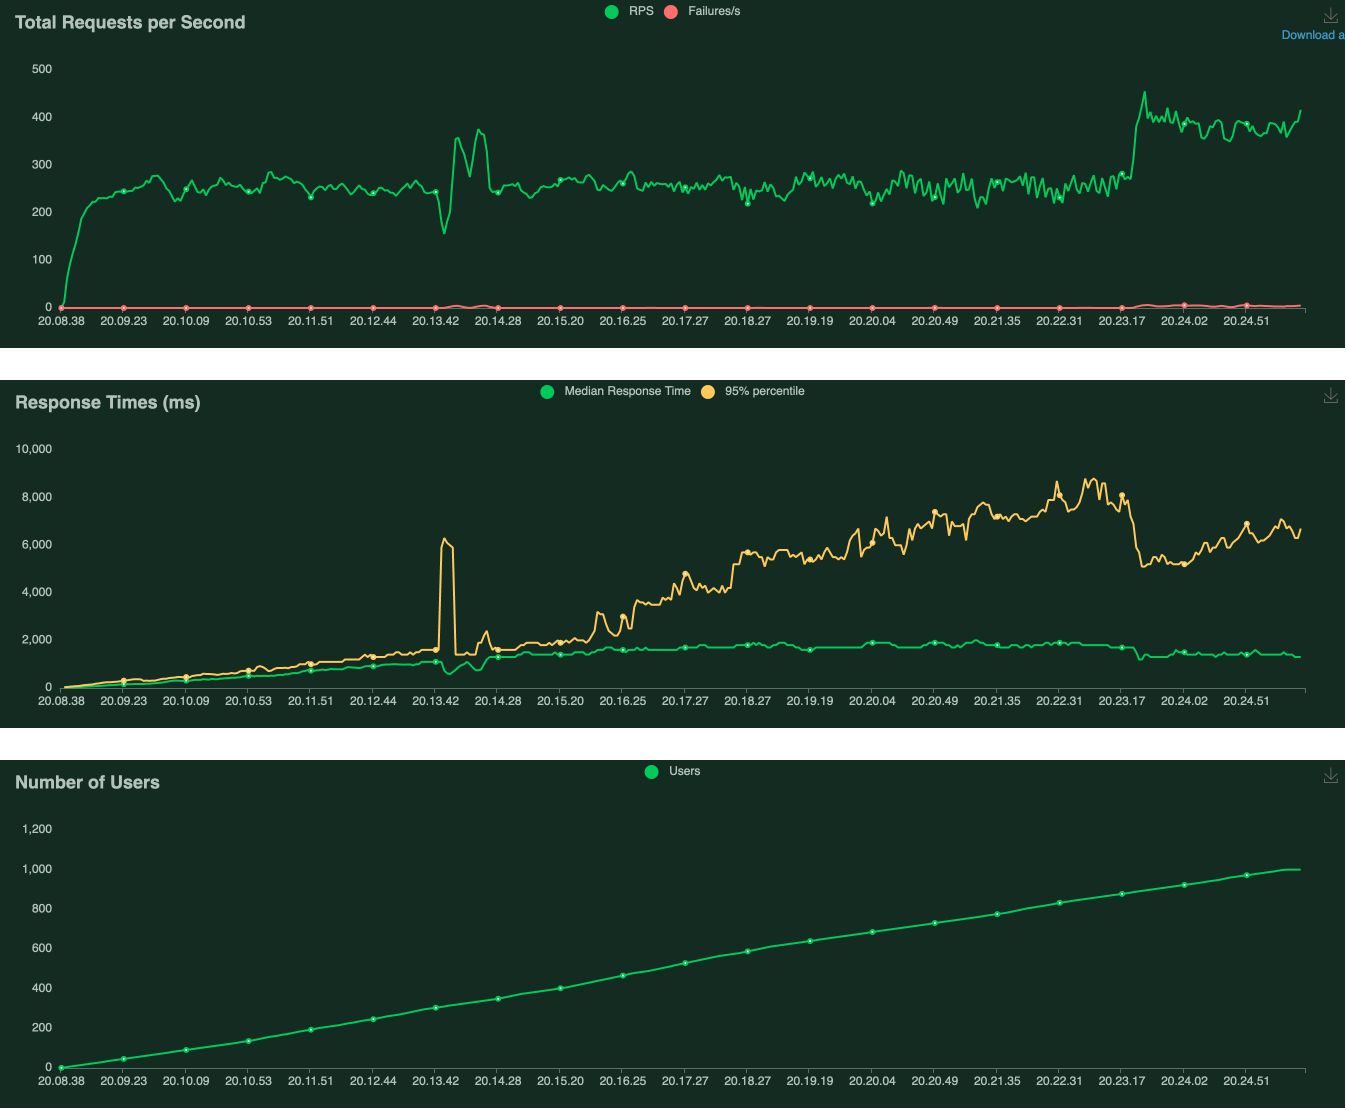 Total Requests per Second
RPS Failures/s
Download a
500
400
300
200
100
0
20.08.38 20.09.23 20.10.09 20.10.53 20.11.51 20.12.44 20.13.42 20.14.28 20.15.20 20.16.25 20.17.27 20.18.27 20.19.19 20.20.04 20.20.49 20.21.35 20.22.31 20.23.17 20.24.02 20.24.51
Response Times (ms)
Median Response Time 95% percentile
10,000
8,000
6,000
4,000
2,000
0
20.08.38 20.09.23 20.10.09 20.10.53 20.11.51 20.12.44 20.13.42 20.14.28 20.15.20 20.16.25 20.17.27 20.18.27 20.19.19 20.20.04 20.20.49 20.21.35 20.22.31 20.23.17 20.24.02 20.24.51
Number of Users
Users
1,200
1,000
800
600
400
200
0
20.08.38 20.09.23 20.10.09 20.10.53 20.11.51 20.12.44 20.13.42 20.14.28 20.15.20 20.16.25 20.17.27 20.18.27 20.19.19 20.20.04 20.20.49 20.21.35 20.22.31 20.23.17 20.24.02 20.24.51